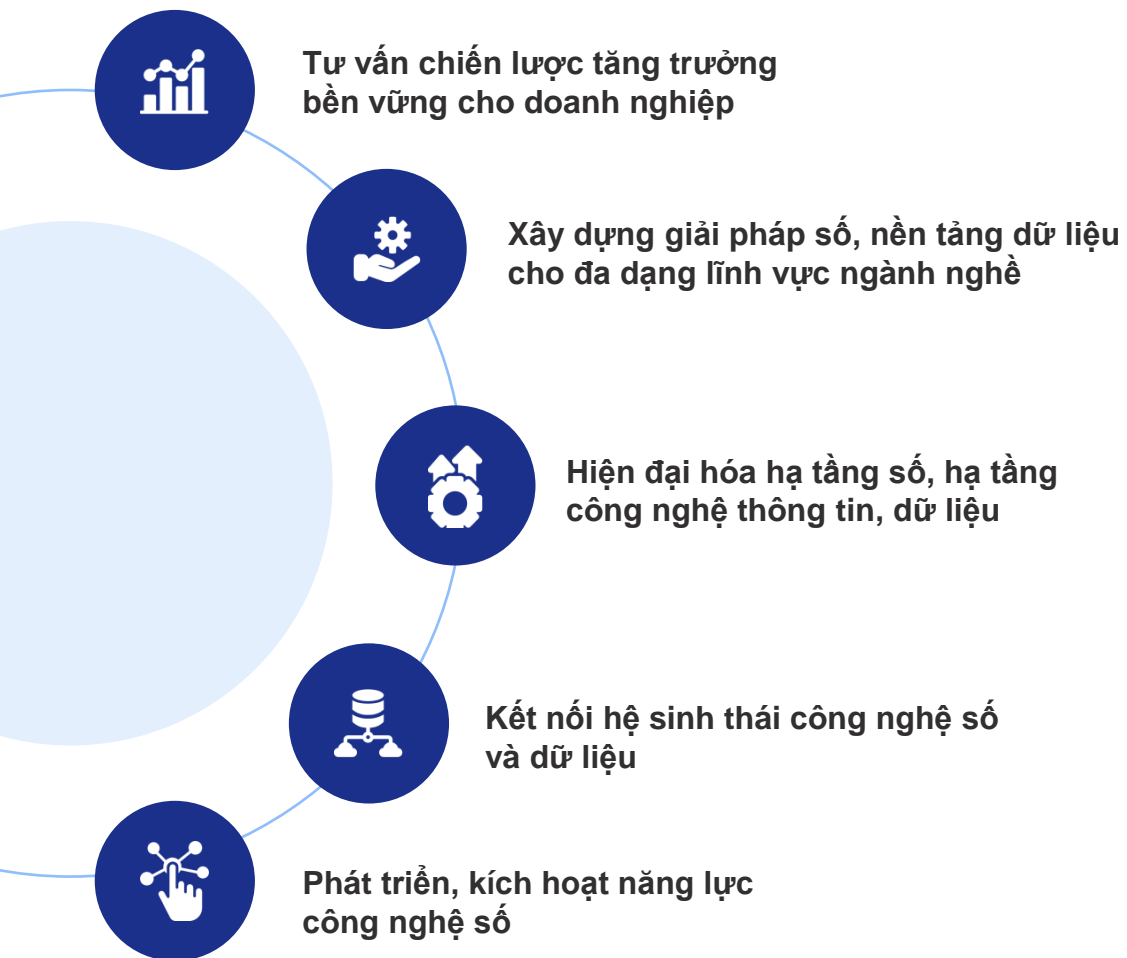 Tư vấn chiến lược tăng trưởng
bền vững cho doanh nghiệp
Xây dựng giải pháp số, nền tảng dữ liệu
cho đa dạng lĩnh vực ngành nghề
Hiện đại hóa hạ tầng số, hạ tầng
công nghệ thông tin, dữ liệu
Kết nối hệ sinh thái công nghệ số
và dữ liệu
Phát triển, kích hoạt năng lực
công nghệ số